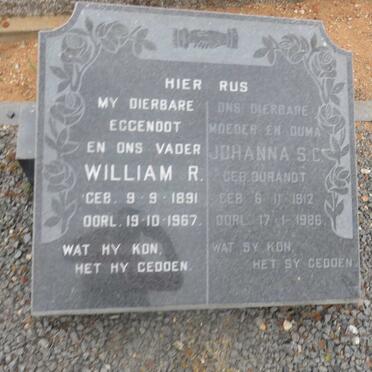 HIER RUS
MY DIERBARE
EGGENOOT
EN ONS VADER
WILLIAM R.
GEB. 9-9-1891
OORL. 19-10-1967.
WAT HY KON,
HET HY GEDOEN.
ONS DIERBARE
MOEDER EN OUMA
JOHANNA S.C.
GEB. DURANDT
GEB. 6-11-1912
OORL. 17-1-1986
WAT SY KON,
HET SY GEDOEN.